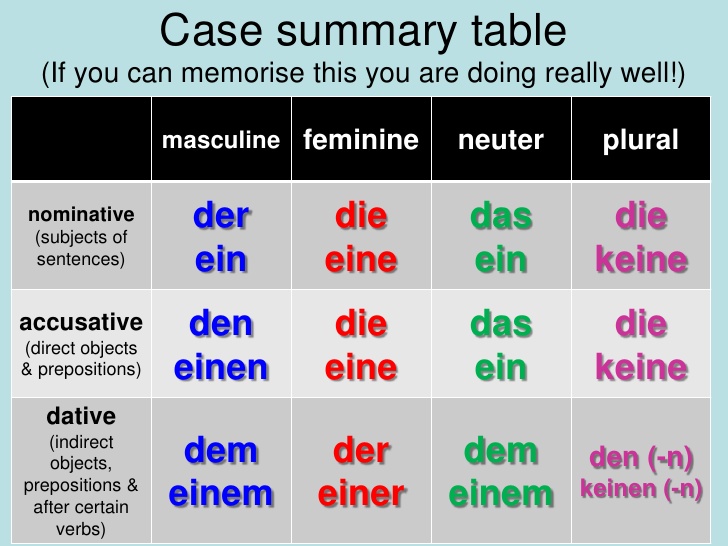 Case summary table
(If you can memorise this you are doing really well!)
masculine feminine neuter plural
nominative
(subjects of
sentences)
der die das die
ein eine ein keine
accusative
(direct objects
& prepositions)
den die das die
einen eine ein keine
dative
(indirect
objects,
prepositions &
after certain
verbs)
dem der dem den (-n)
einem einer einem keinen (-n)